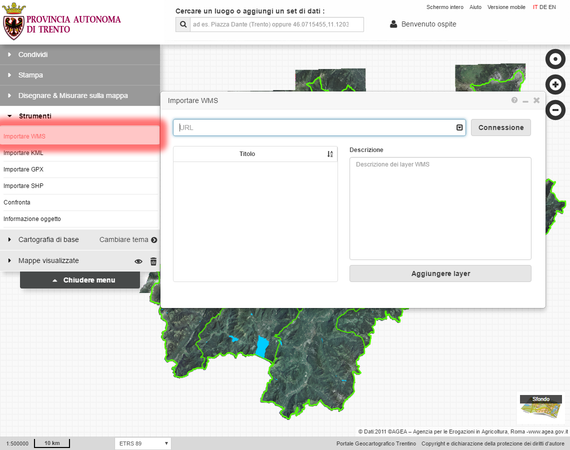 PROVINCIA AUTONOMA
DI TRENTO
Cercare un luogo o aggiungi un set di dati :
ad es. Piazza Dante (Trento) oppure 46.0715455,11.1202
Schermo intero Aiuto Versione mobile IT DE EN
Benvenuto ospite
Condividi
Stampa
Disegnare & Misurare sulla mappa
Strumenti
Importare WMS
Importare KML
Importare GPX
Importare SHP
Confronta
Informazione oggetto
Cartografia di base Cambiare tema
Mappe visualizzate
Chiudere menu
Importare WMS
URL
Connessione
Titolo
Descrizione
Descrizione dei layer WMS
Aggiungere layer
Sfondo
© Dati:2011 ©AGEA – Agenzia per le Erogazioni in Agricoltura, Roma -www.agea.gov.it
1:500000
10 km
ETRS 89
Portale Geocartografico Trentino Copyright e dichiarazione della protezione dei diritti d'autore